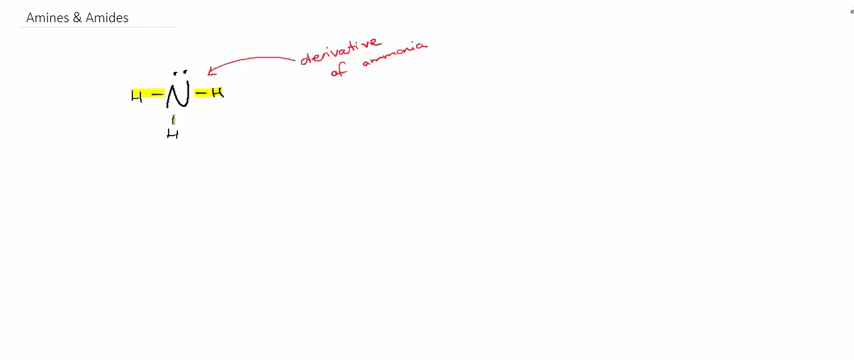 Amines & Amides
derivative
of ammonia
H — N — H
H